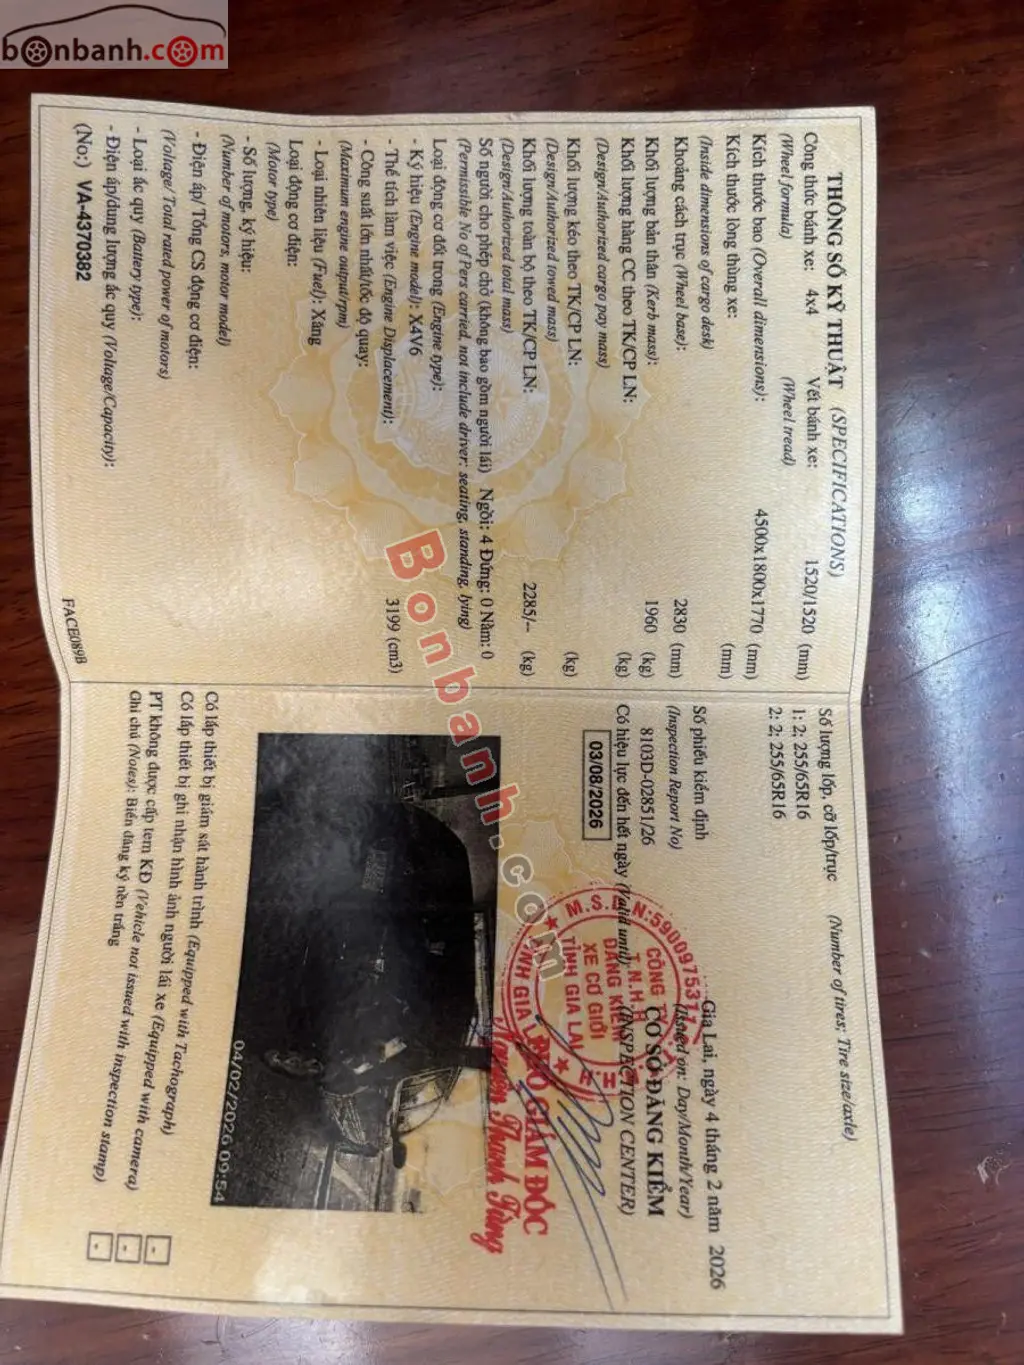 bonbanh.com
THÔNG SỐ KỸ THUẬT (SPECIFICATIONS)
Công thức bánh xe: 4x4 Vết bánh xe: 1520/1520 (mm)
(Wheel formula) (Wheel tread)
Kích thước bao (Overall dimensions): 4500x1800x1770 (mm)
Kích thước lòng thùng xe: (mm)
(Inside dimensions of cargo desk)
Khoảng cách trục (Wheel base): 2830 (mm)
Khối lượng bản thân (Kerb mass): 1960 (kg)
Khối lượng hàng CC theo TK/CP LN: (kg)
(Design/Authorized cargo pay mass)
Khối lượng kéo theo TK/CP LN: (kg)
(Design/Authorized towed mass)
Khối lượng toàn bộ theo TK/CP LN: 2285/-- (kg)
(Design/Authorized total mass)
Số người cho phép chở (không bao gồm người lái) Ngồi: 4 Đứng: 0 Nằm: 0
(Permissible No of Pers carried, not include driver: seating, standing, lying)
Loại động cơ đốt trong (Engine type):
- Ký hiệu (Engine model): X4V6
- Thể tích làm việc (Engine Displacement): 3199 (cm3)
- Công suất lớn nhất/tốc độ quay:
(Maximum engine output/rpm)
- Loại nhiên liệu (Fuel): Xăng
Loại động cơ điện:
(Motor type)
- Số lượng, ký hiệu:
(Number of motors, motor model)
- Điện áp/ Tổng CS động cơ điện:
(Voltage/ Total rated power of motors)
- Loại ắc quy (Battery type):
- Điện áp/dung lượng ắc quy (Voltage/Capacity):
(No:) VA-4370382
FACE089B
Số lượng lốp, cỡ lốp/trục (Number of tires; Tire size/axle)
1: 2; 255/65R16
2: 2; 255/65R16
Gia Lai, ngày 4 tháng 2 năm 2026
Số phiếu kiểm định (Issued on: Day/Month/Year)
(Inspection Report No)
8103D-02851/26 CƠ SỞ ĐĂNG KIỂM
Có hiệu lực đến hết ngày (Valid until) (INSPECTION CENTER)
03/08/2026
M.S.D.N:5900975311
CÔNG TY
T.N.H.H
ĐĂNG KIỂM
XE CƠ GIỚI
TỈNH GIA LAI
PHÓ GIÁM ĐỐC
Nguyễn Thanh Tùng
04/02/2026 09:54
Có lắp thiết bị giám sát hành trình (Equipped with Tachograph) -
Có lắp thiết bị ghi nhận hình ảnh người lái xe (Equipped with camera) -
PT không được cấp tem KĐ (Vehicle not issued with inspection stamp) -
Ghi chú (Notes): Biển đăng ký nền trắng
Bonbanh.com